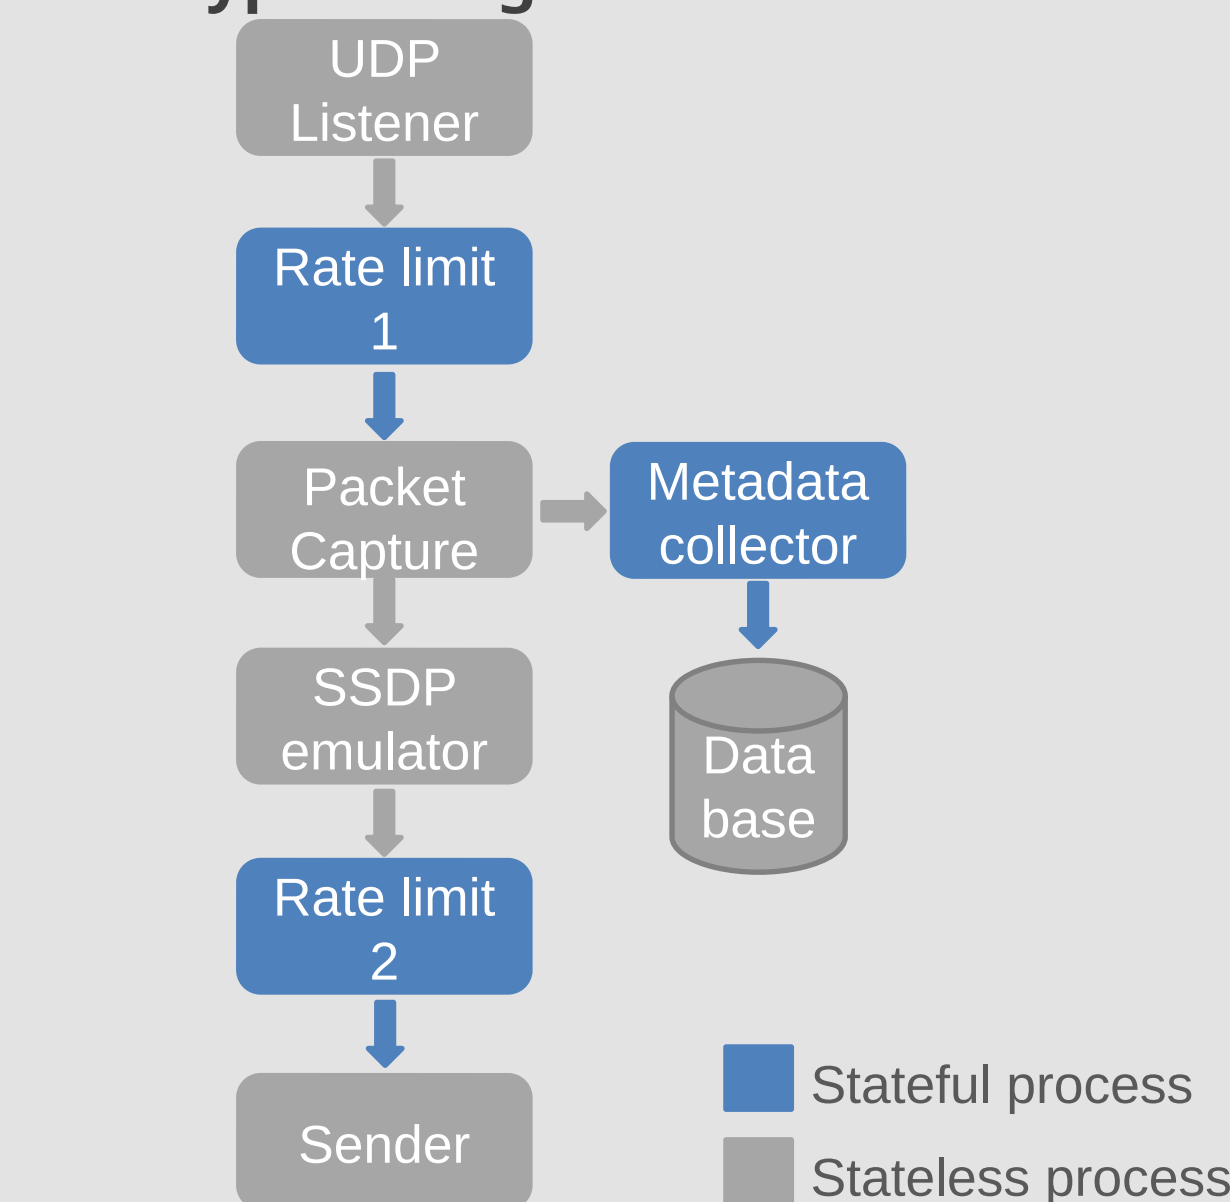 UDP
Listener
Rate limit
1
Packet
Capture
Metadata
collector
SSDP
emulator
Data
base
Rate limit
2
Sender
Stateful process
Stateless process